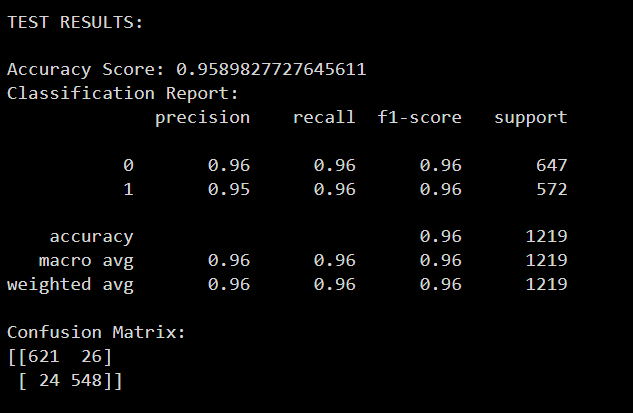 TEST RESULTS:
Accuracy Score: 0.9589827727645611
Classification Report:
precision recall f1-score support
0 0.96 0.96 0.96 647
1 0.95 0.96 0.96 572
accuracy 0.96 1219
macro avg 0.96 0.96 0.96 1219
weighted avg 0.96 0.96 0.96 1219
Confusion Matrix:
[[621 26]
[ 24 548]]